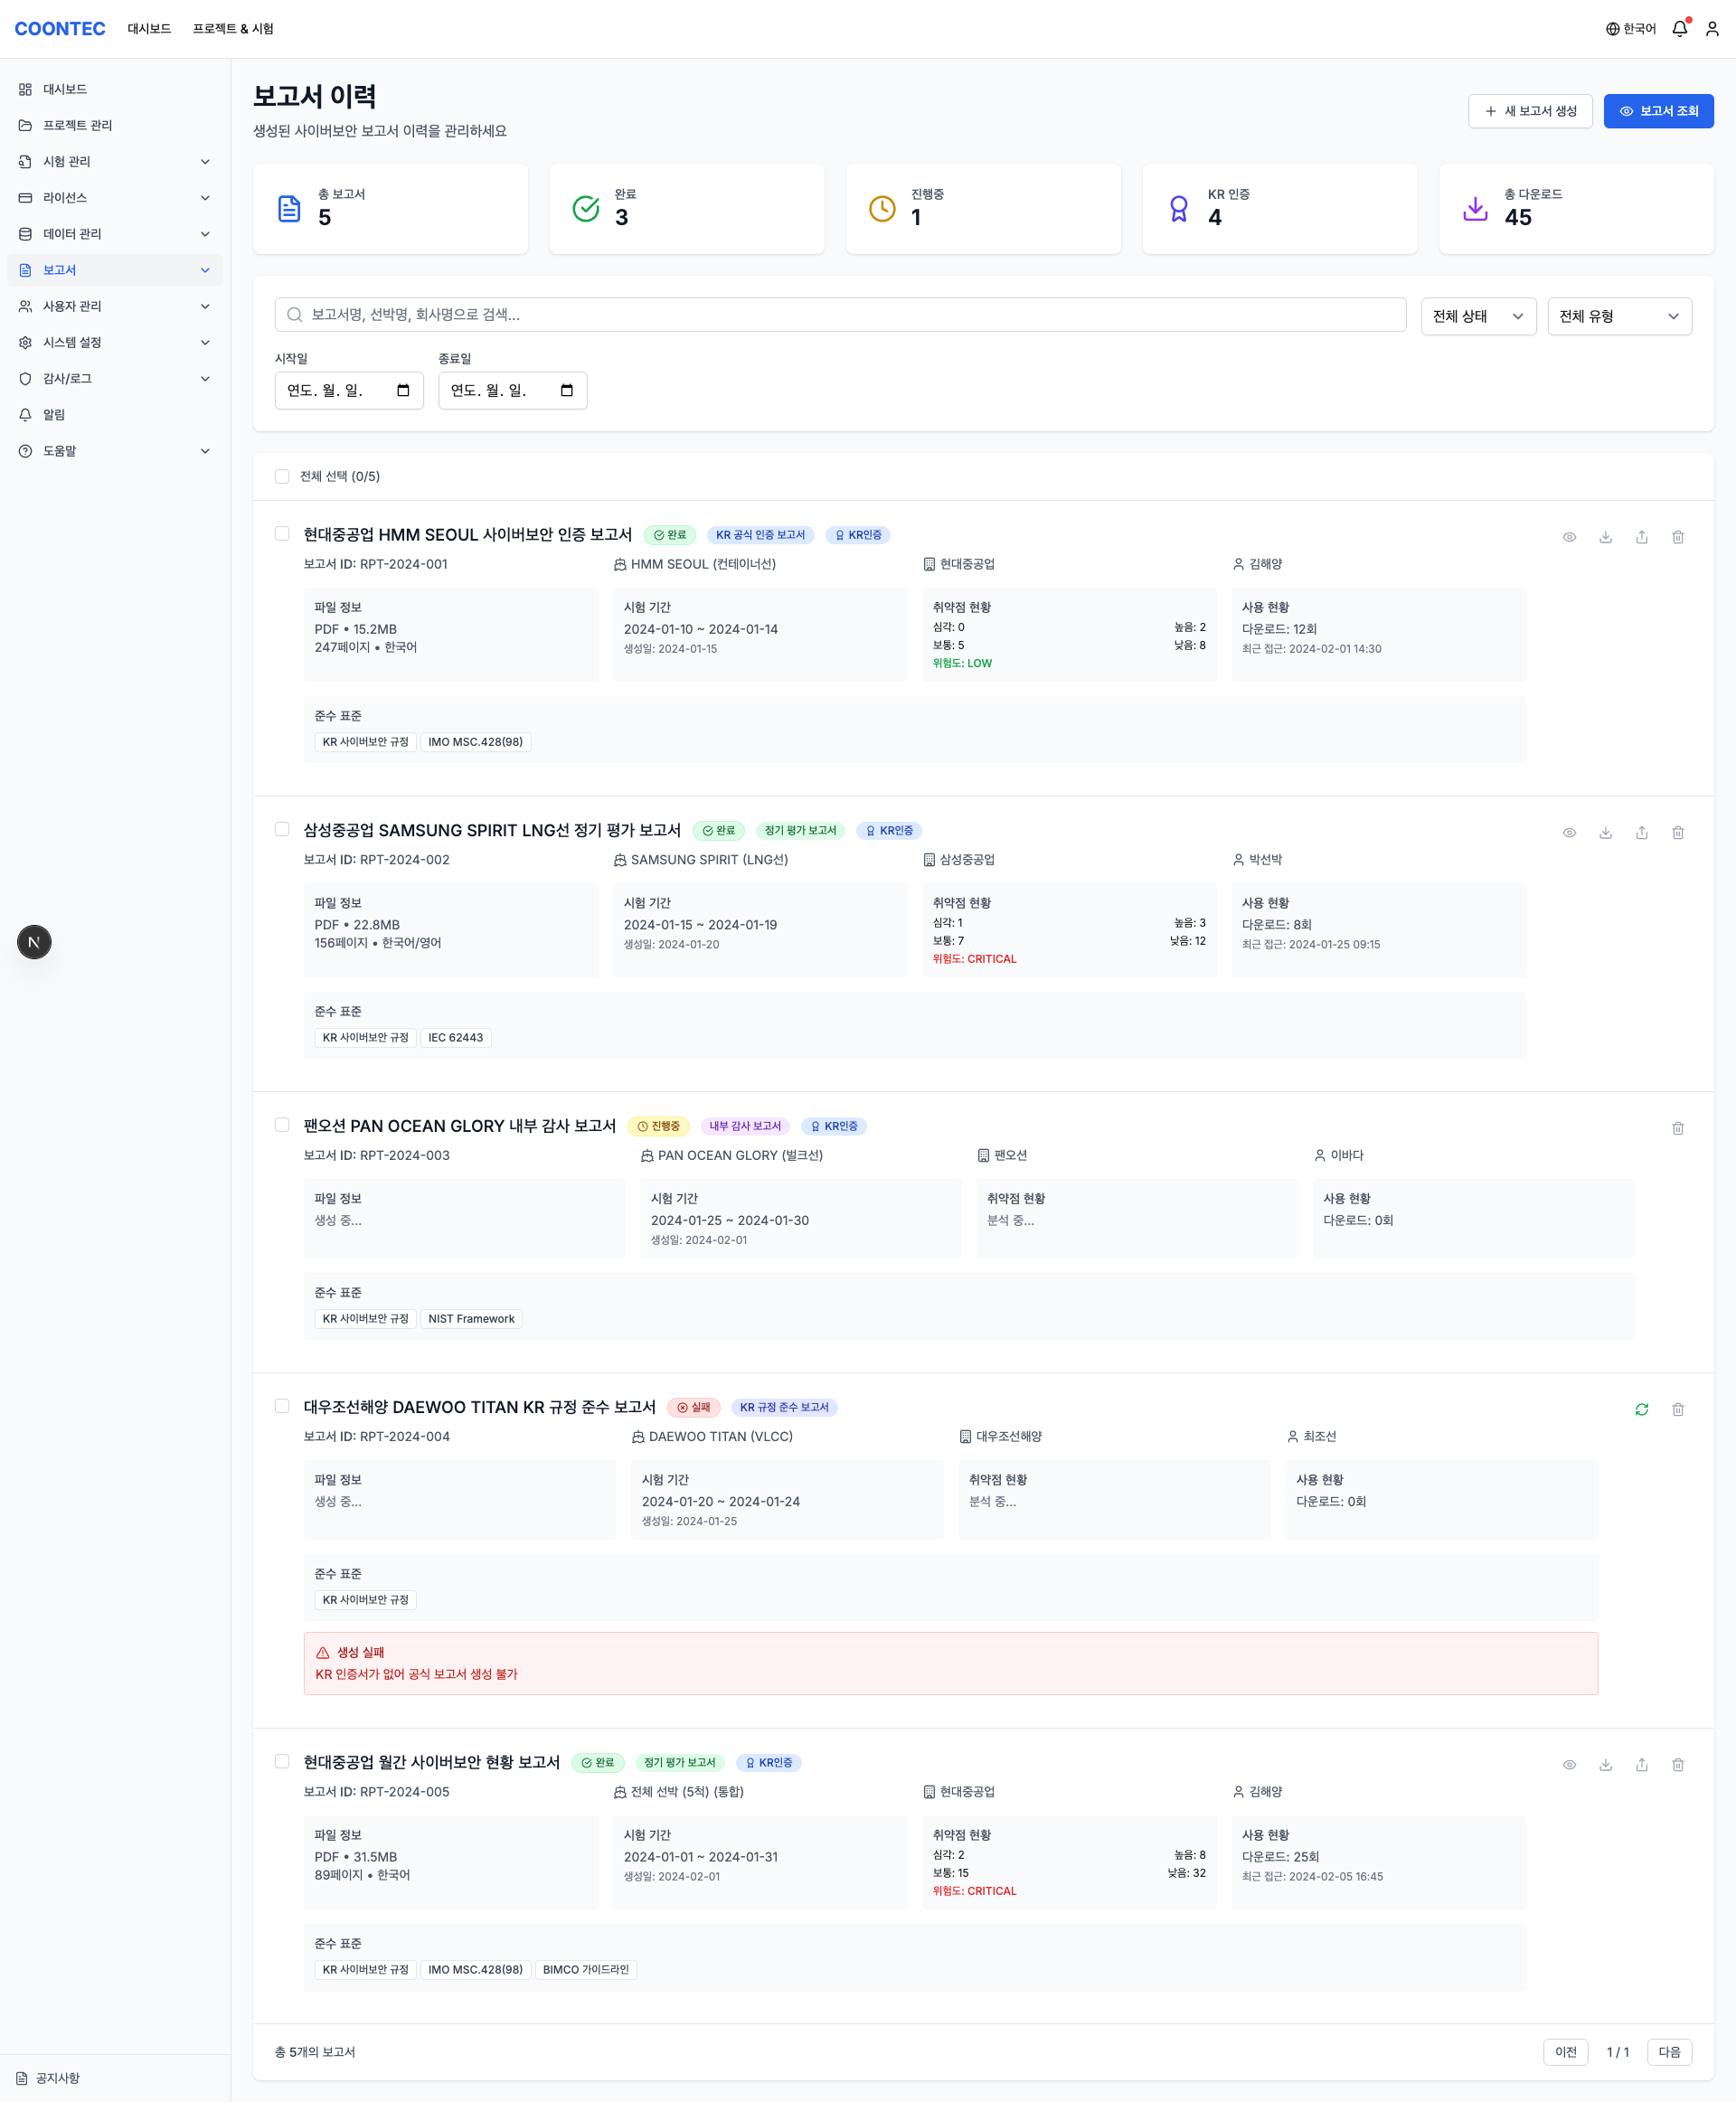 COONTEC 대시보드 프로젝트 & 시험 한국어
대시보드
프로젝트 관리
시험 관리
라이선스
데이터 관리
보고서
사용자 관리
시스템 설정
감사/로그
알림
도움말
공지사항
보고서 이력
생성된 사이버보안 보고서 이력을 관리하세요
새 보고서 생성 보고서 조회
총 보고서
5
완료
3
진행중
1
KR 인증
4
총 다운로드
45
보고서명, 선박명, 회사명으로 검색... 전체 상태 전체 유형
시작일 종료일
연도. 월. 일. 연도. 월. 일.
전체 선택 (0/5)
현대중공업 HMM SEOUL 사이버보안 인증 보고서 완료 KR 공식 인증 보고서 KR인증
보고서 ID: RPT-2024-001 HMM SEOUL (컨테이너선) 현대중공업 김해양
파일 정보
PDF • 15.2MB
247페이지 • 한국어
시험 기간
2024-01-10 ~ 2024-01-14
생성일: 2024-01-15
취약점 현황
심각: 0 높음: 2
보통: 5 낮음: 8
위험도: LOW
사용 현황
다운로드: 12회
최근 접근: 2024-02-01 14:30
준수 표준
KR 사이버보안 규정 IMO MSC.428(98)
삼성중공업 SAMSUNG SPIRIT LNG선 정기 평가 보고서 완료 정기 평가 보고서 KR인증
보고서 ID: RPT-2024-002 SAMSUNG SPIRIT (LNG선) 삼성중공업 박선박
파일 정보
PDF • 22.8MB
156페이지 • 한국어/영어
시험 기간
2024-01-15 ~ 2024-01-19
생성일: 2024-01-20
취약점 현황
심각: 1 높음: 3
보통: 7 낮음: 12
위험도: CRITICAL
사용 현황
다운로드: 8회
최근 접근: 2024-01-25 09:15
준수 표준
KR 사이버보안 규정 IEC 62443
팬오션 PAN OCEAN GLORY 내부 감사 보고서 진행중 내부 감사 보고서 KR인증
보고서 ID: RPT-2024-003 PAN OCEAN GLORY (벌크선) 팬오션 이바다
파일 정보
생성 중...
시험 기간
2024-01-25 ~ 2024-01-30
생성일: 2024-02-01
취약점 현황
분석 중...
사용 현황
다운로드: 0회
준수 표준
KR 사이버보안 규정 NIST Framework
대우조선해양 DAEWOO TITAN KR 규정 준수 보고서 실패 KR 규정 준수 보고서
보고서 ID: RPT-2024-004 DAEWOO TITAN (VLCC) 대우조선해양 최조선
파일 정보
생성 중...
시험 기간
2024-01-20 ~ 2024-01-24
생성일: 2024-01-25
취약점 현황
분석 중...
사용 현황
다운로드: 0회
준수 표준
KR 사이버보안 규정
생성 실패
KR 인증서가 없어 공식 보고서 생성 불가
현대중공업 월간 사이버보안 현황 보고서 완료 정기 평가 보고서 KR인증
보고서 ID: RPT-2024-005 전체 선박 (5척) (통합) 현대중공업 김해양
파일 정보
PDF • 31.5MB
89페이지 • 한국어
시험 기간
2024-01-01 ~ 2024-01-31
생성일: 2024-02-01
취약점 현황
심각: 2 높음: 8
보통: 15 낮음: 32
위험도: CRITICAL
사용 현황
다운로드: 25회
최근 접근: 2024-02-05 16:45
준수 표준
KR 사이버보안 규정 IMO MSC.428(98) BIMCO 가이드라인
총 5개의 보고서 이전 1 / 1 다음
N